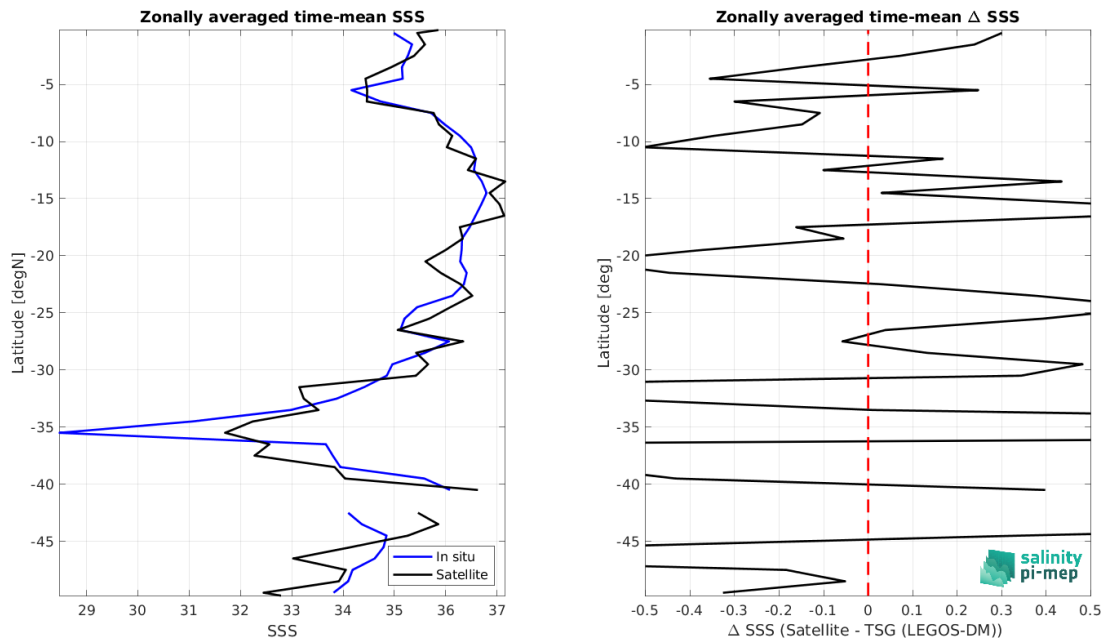 Zonally averaged time-mean SSS
-5
-10
-15
-20
-25
-30
-35
-40
-45
Latitude [degN]
29 30 31 32 33 34 35 36 37
SSS
In situ
Satellite
Zonally averaged time-mean Δ SSS
-5
-10
-15
-20
-25
-30
-35
-40
-45
Latitude [deg]
-0.5 -0.4 -0.3 -0.2 -0.1 0 0.1 0.2 0.3 0.4 0.5
Δ SSS (Satellite - TSG (LEGOS-DM))
salinity
pi-mep